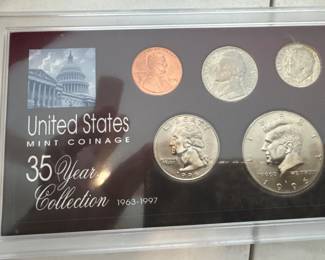 United States
MINT COINAGE
35 Year
Collection 1963-1997
LIBERTY